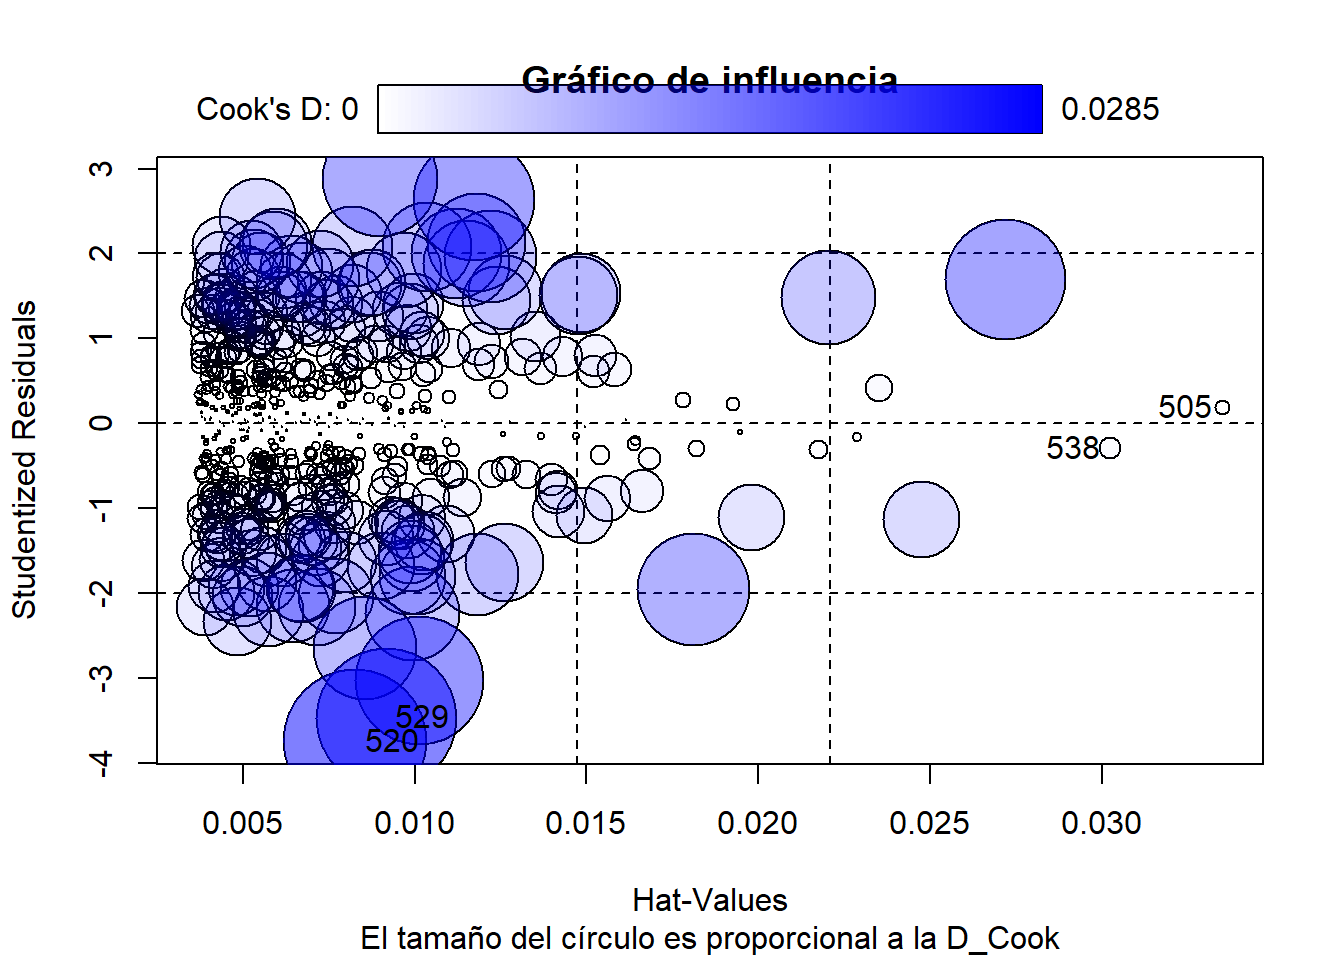 Gráfico de influencia
Cook's D: 0
0.0285
Studentized Residuals
3
2
1
0
-1
-2
-3
-4
505
538
529
520
0.005 0.010 0.015 0.020 0.025 0.030
Hat-Values
El tamaño del círculo es proporcional a la D_Cook